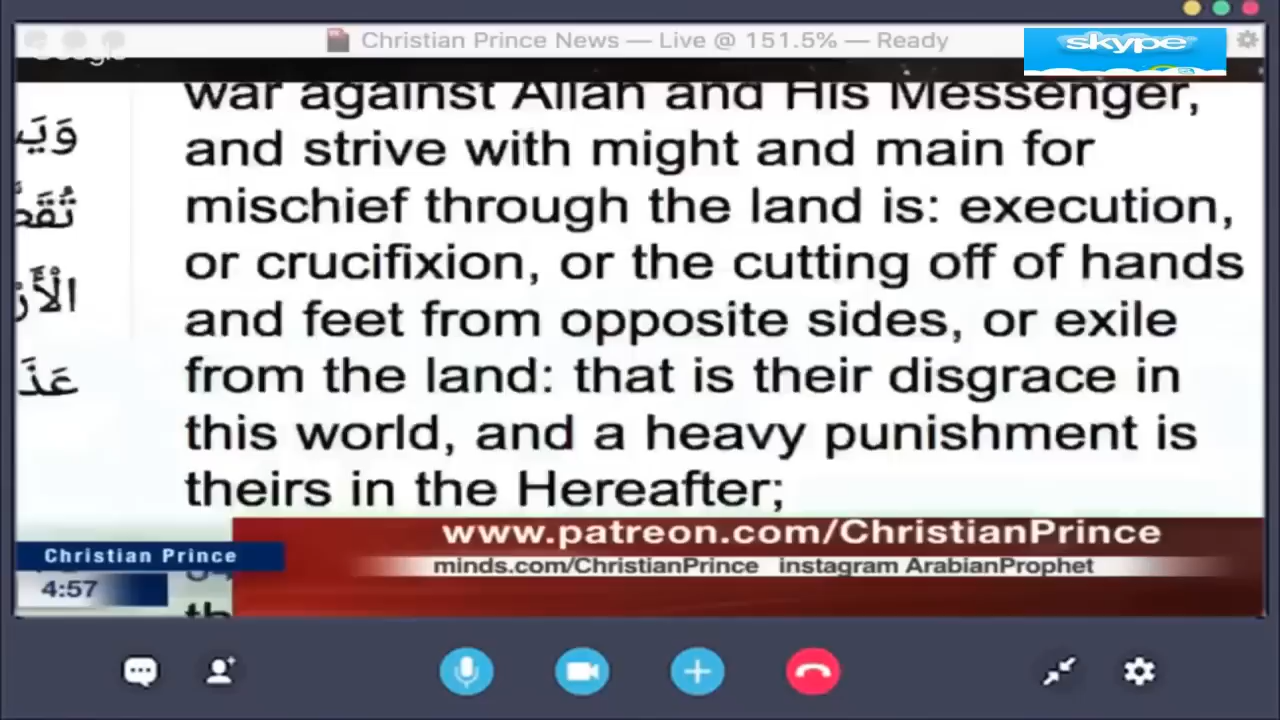 Christian Prince News — Live @ 151.5% — Ready
skype
Google
war against Allah and His Messenger,
and strive with might and main for
mischief through the land is: execution,
or crucifixion, or the cutting off of hands
and feet from opposite sides, or exile
from the land: that is their disgrace in
this world, and a heavy punishment is
theirs in the Hereafter;
www.patreon.com/ChristianPrince
Christian Prince
minds.com/ChristianPrince instagram ArabianProphet
4:57